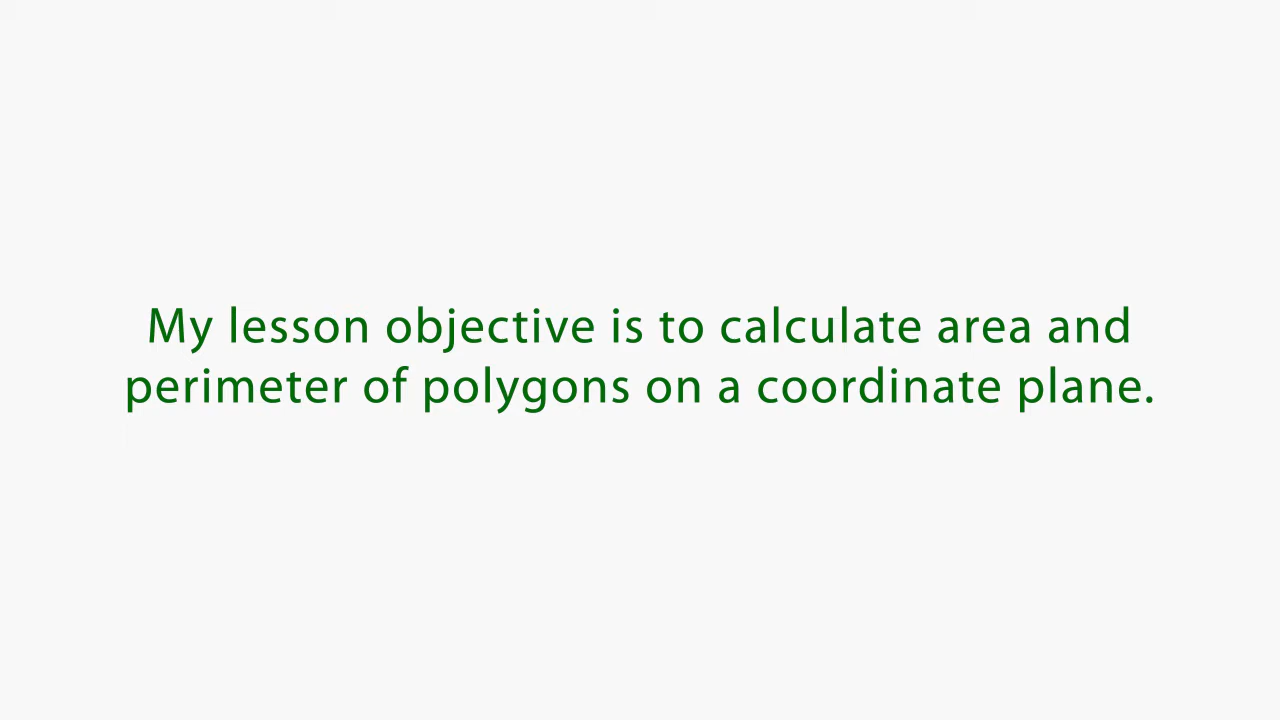 My lesson objective is to calculate area and
perimeter of polygons on a coordinate plane.